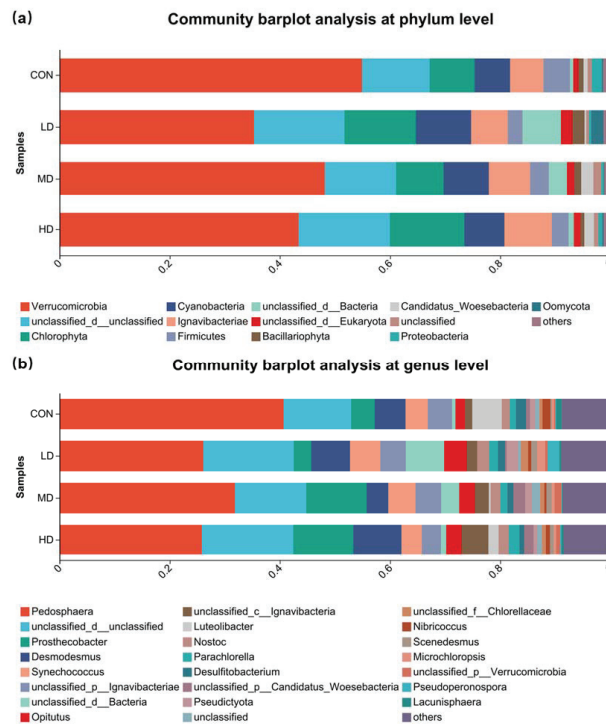 (a)
Community barplot analysis at phylum level
Samples
CON
LD
MD
HD
0 0.2 0.4 0.6 0.8
Verrucomicrobia Cyanobacteria unclassified_d__Bacteria Candidatus_Woesebacteria Oomycota
unclassified_d__unclassified Ignavibacteriae unclassified_d__Eukaryota unclassified others
Chlorophyta Firmicutes Bacillariophyta Proteobacteria
(b)
Community barplot analysis at genus level
Samples
CON
LD
MD
HD
0 0.2 0.4 0.6 0.8
Pedosphaera unclassified_c__Ignavibacteria unclassified_f__Chlorellaceae
unclassified_d__unclassified Luteolibacter Nibricoccus
Prosthecobacter Nostoc Scenedesmus
Desmodesmus Parachlorella Microchloropsis
Synechococcus Desulfitobacterium unclassified_p__Verrucomicrobia
unclassified_p__Ignavibacteriae unclassified_p__Candidatus_Woesebacteria Pseudoperonospora
unclassified_d__Bacteria Pseudictyota Lacunisphaera
Opitutus unclassified others